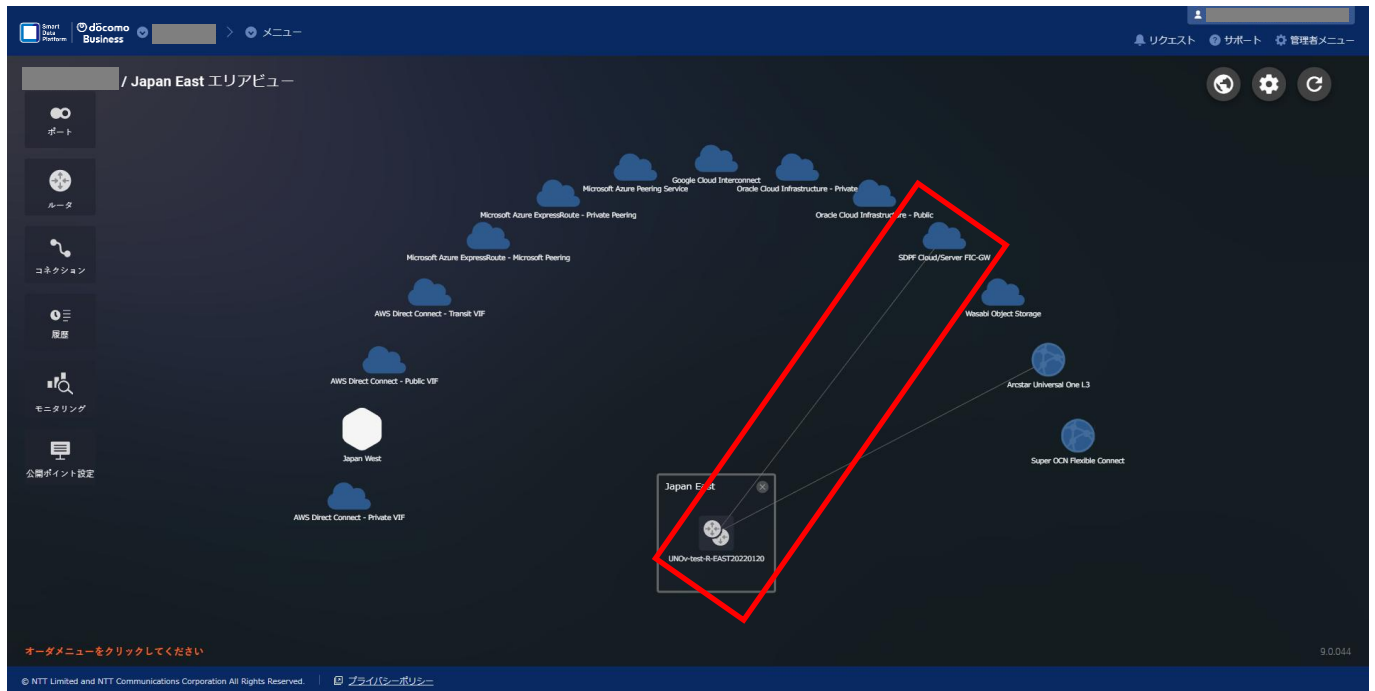 Smart Data Platform
döcomo Business
メニュー
リクエスト
サポート
管理者メニュー
/ Japan East エリアビュー
ポート
ルータ
コネクション
履歴
モニタリング
公開ポイント設定
Google Cloud Interconnect
Microsoft Azure Peering Service
Oracle Cloud Infrastructure - Private
Microsoft Azure ExpressRoute - Private Peering
Oracle Cloud Infrastructure - Public
Microsoft Azure ExpressRoute - Microsoft Peering
SDPF Cloud/Server FIC-GW
AWS Direct Connect - Transit VIF
Wasabi Object Storage
AWS Direct Connect - Public VIF
Arcstar Universal One L3
Japan West
Super OCN Flexible Connect
AWS Direct Connect - Private VIF
Japan East
UNOv-test-R-EAST20220120
オーダメニューをクリックしてください
9.0.044
© NTT Limited and NTT Communications Corporation All Rights Reserved.
プライバシーポリシー